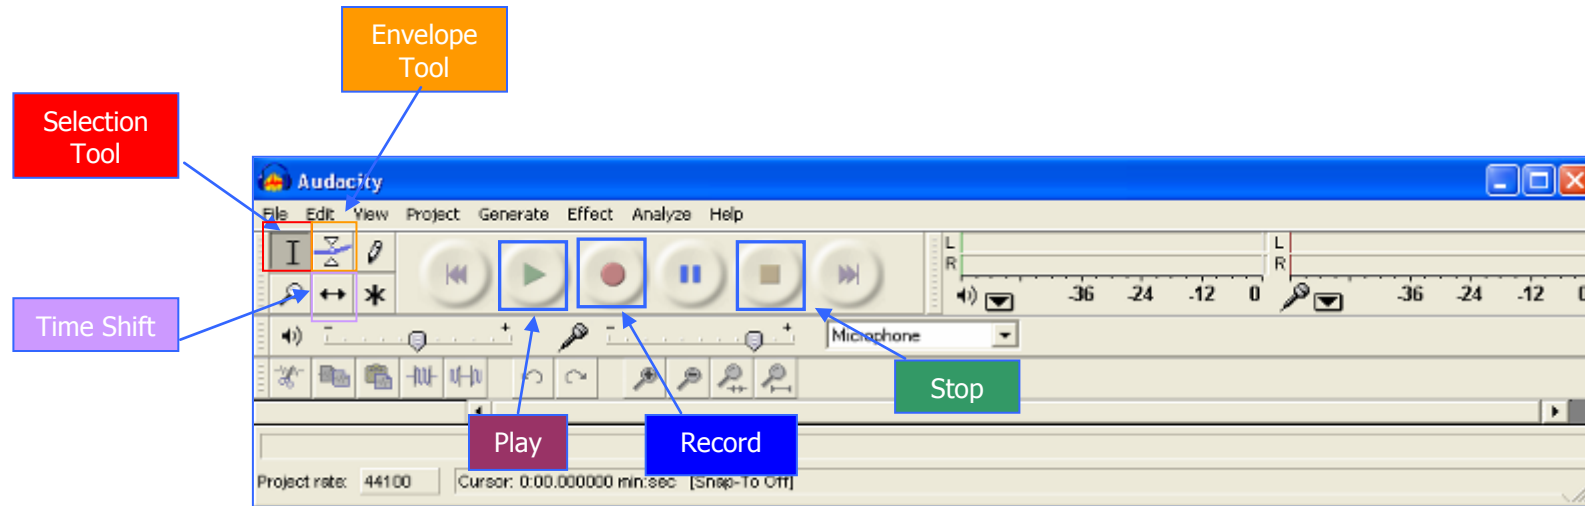 Envelope
Tool
Selection
Tool
Audacity
File Edit View Project Generate Effect Analyze Help
L
R
L
R
-36 -24 -12 0
-36 -24 -12 0
Time Shift
- +
- +
Microphone
Stop
Play
Record
Project rate: 44100 Cursor: 0:00.000000 min:sec [Snap-To Off]